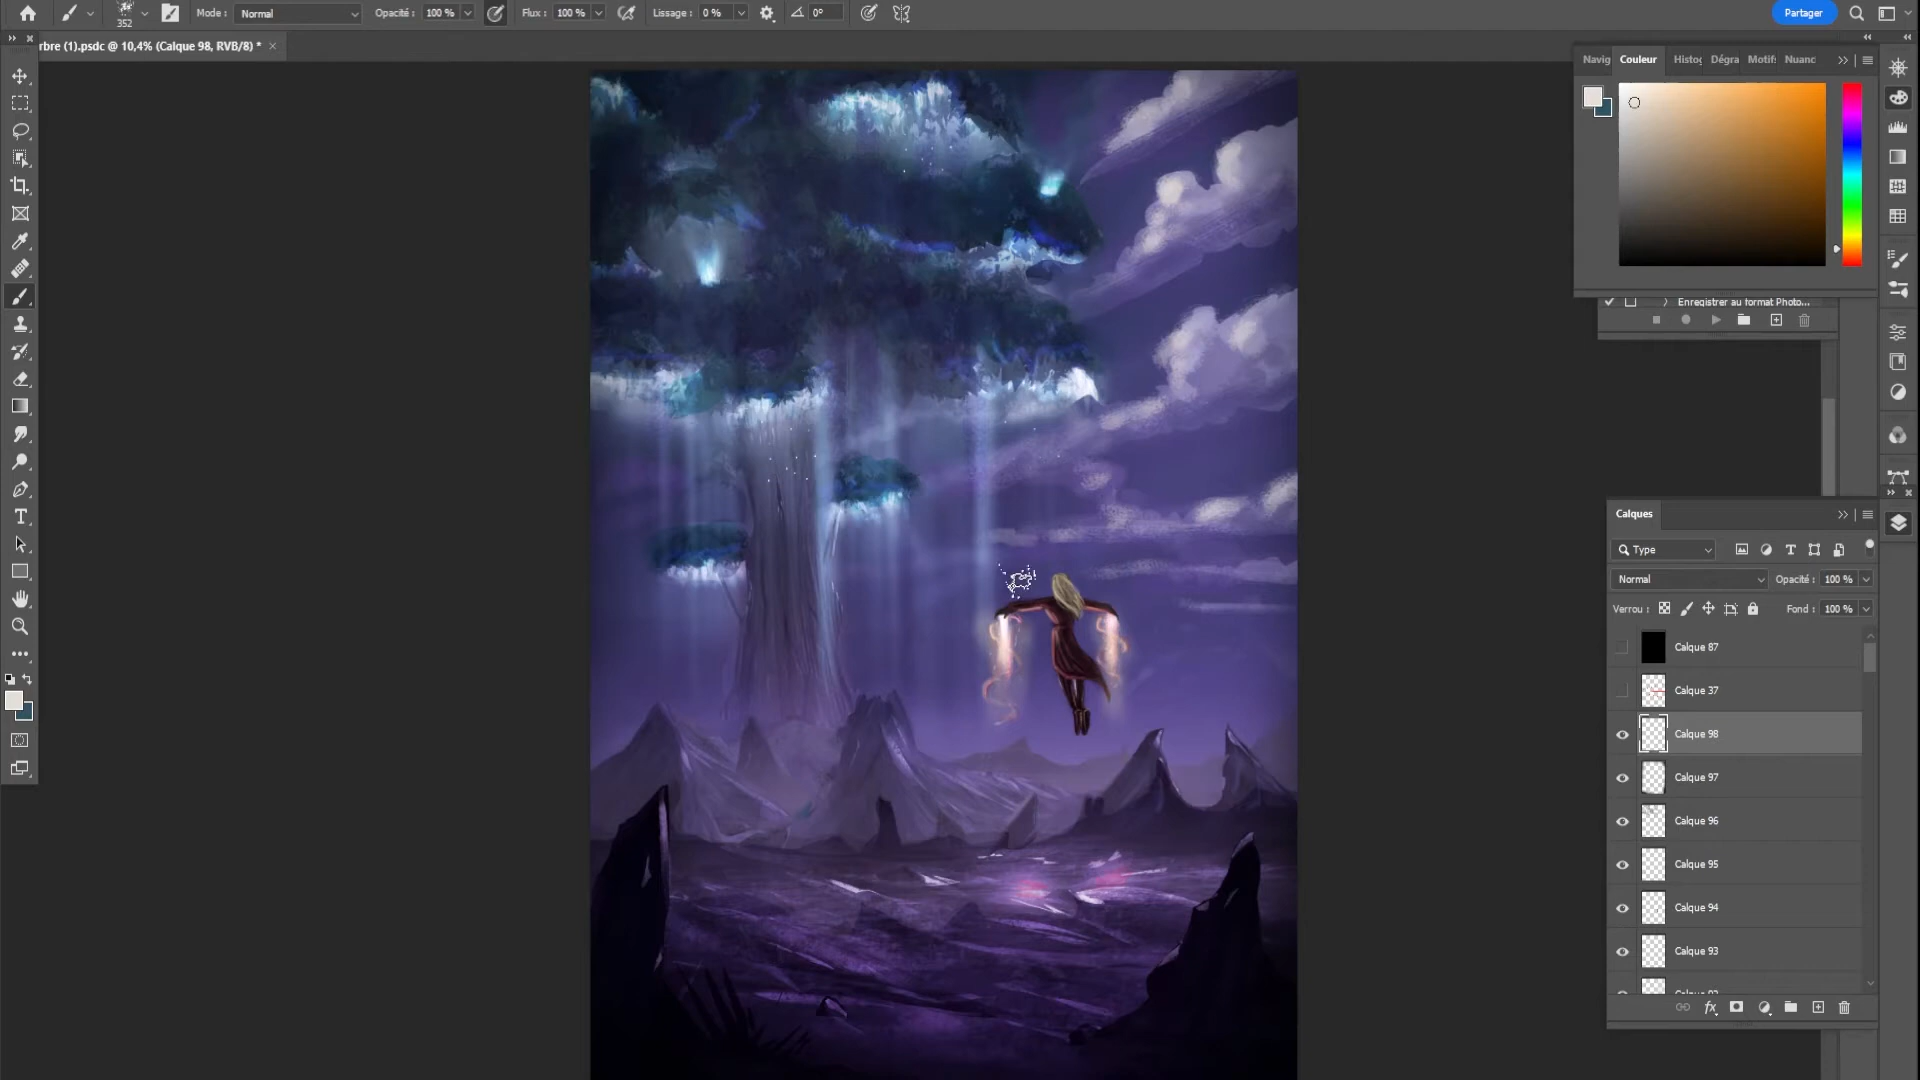 352
Mode : Normal
Opacité : 100 %
Flux : 100 %
Lissage : 0 %
0°
Partager
rbre (1).psdc @ 10,4% (Calque 98, RVB/8) *
Navig Couleur Histog Dégra Motifs Nuanc
Enregistrer au format Photo...
Calques
Type
Normal
Opacité : 100 %
Verrou :
Fond : 100 %
Calque 87
Calque 37
Calque 98
Calque 97
Calque 96
Calque 95
Calque 94
Calque 93